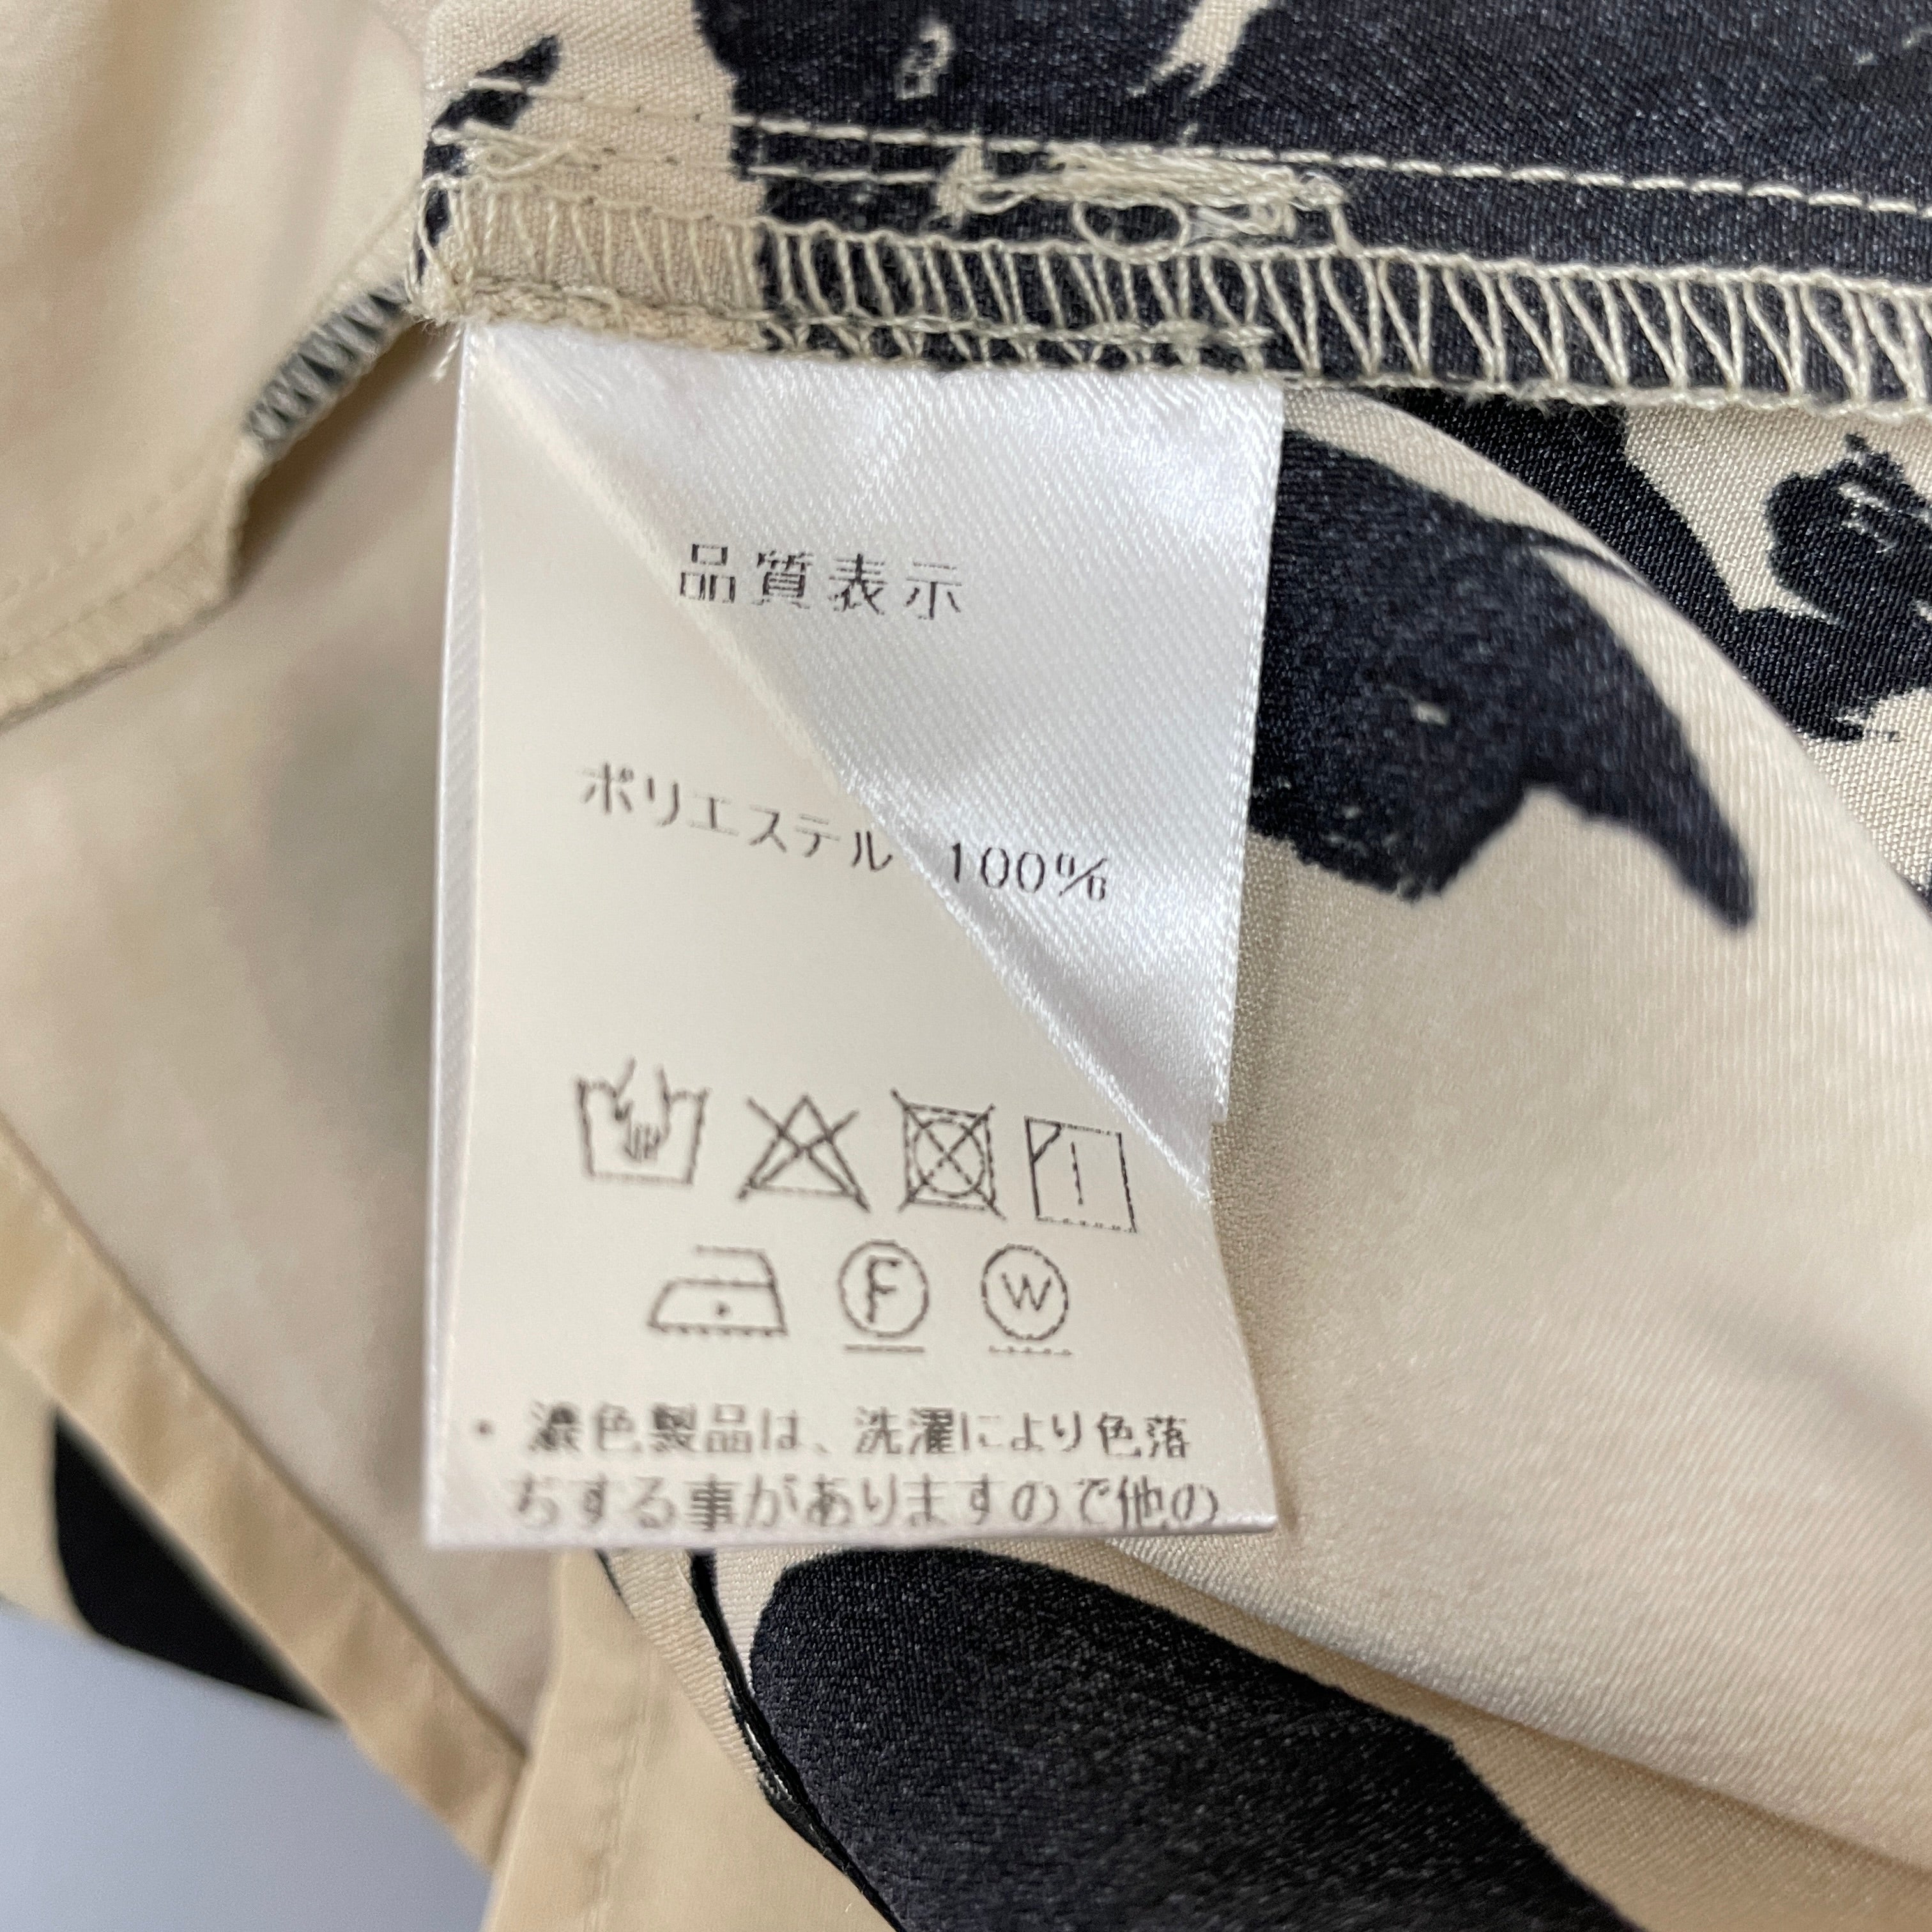 品質表示
ポリエステル 100%
F W
・濃色製品は、洗濯により色落
ちする事がありますので他の